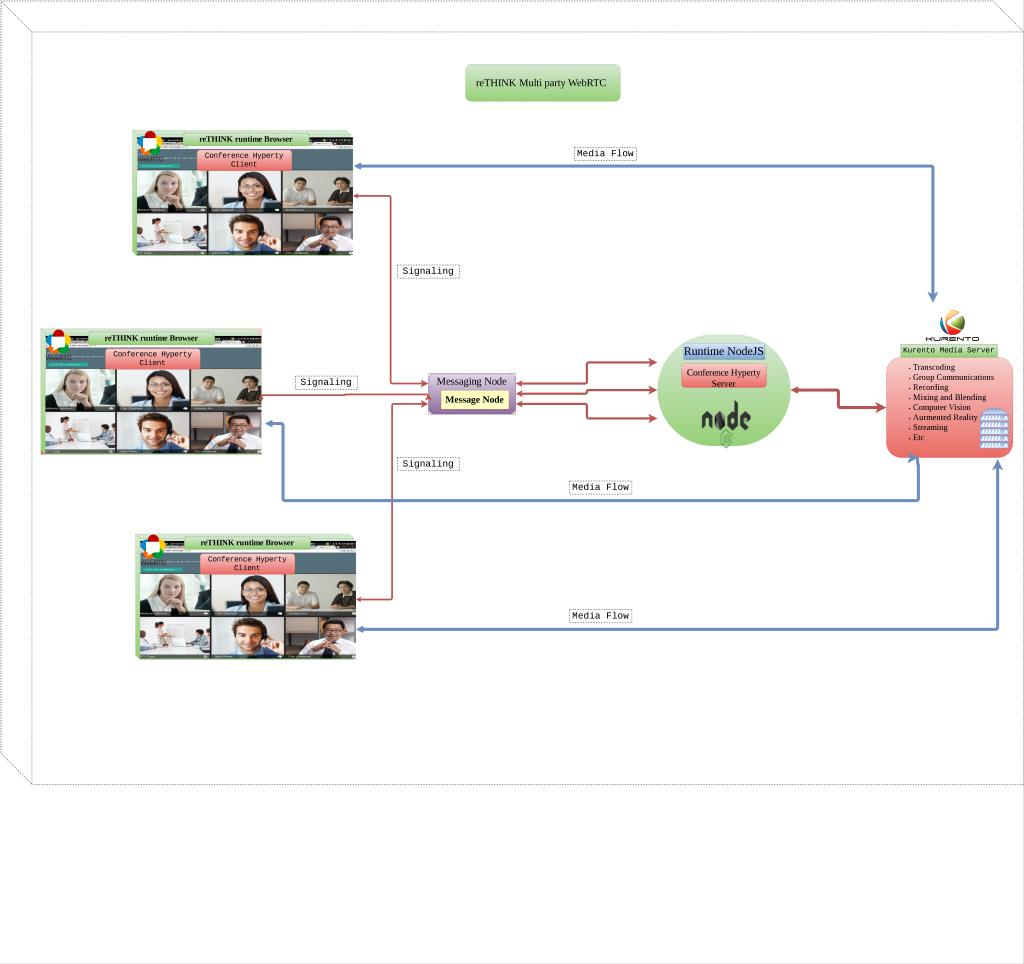 reTHINK Multi party WebRTC
reTHINK runtime Browser
WebRTC
Conference Hyperty
Client
Media Flow
Signaling
reTHINK runtime Browser
WebRTC
Conference Hyperty
Client
Signaling
Messaging Node
Message Node
Runtime NodeJS
Conference Hyperty
Server
node
JS
KURENTO
Kurento Media Server
· Transcoding
· Group Communications
· Recording
· Mixing and Blending
· Computer Vision
· Aurmented Reality
· Streaming
· Etc
Signaling
Media Flow
reTHINK runtime Browser
WebRTC
Conference Hyperty
Client
Media Flow